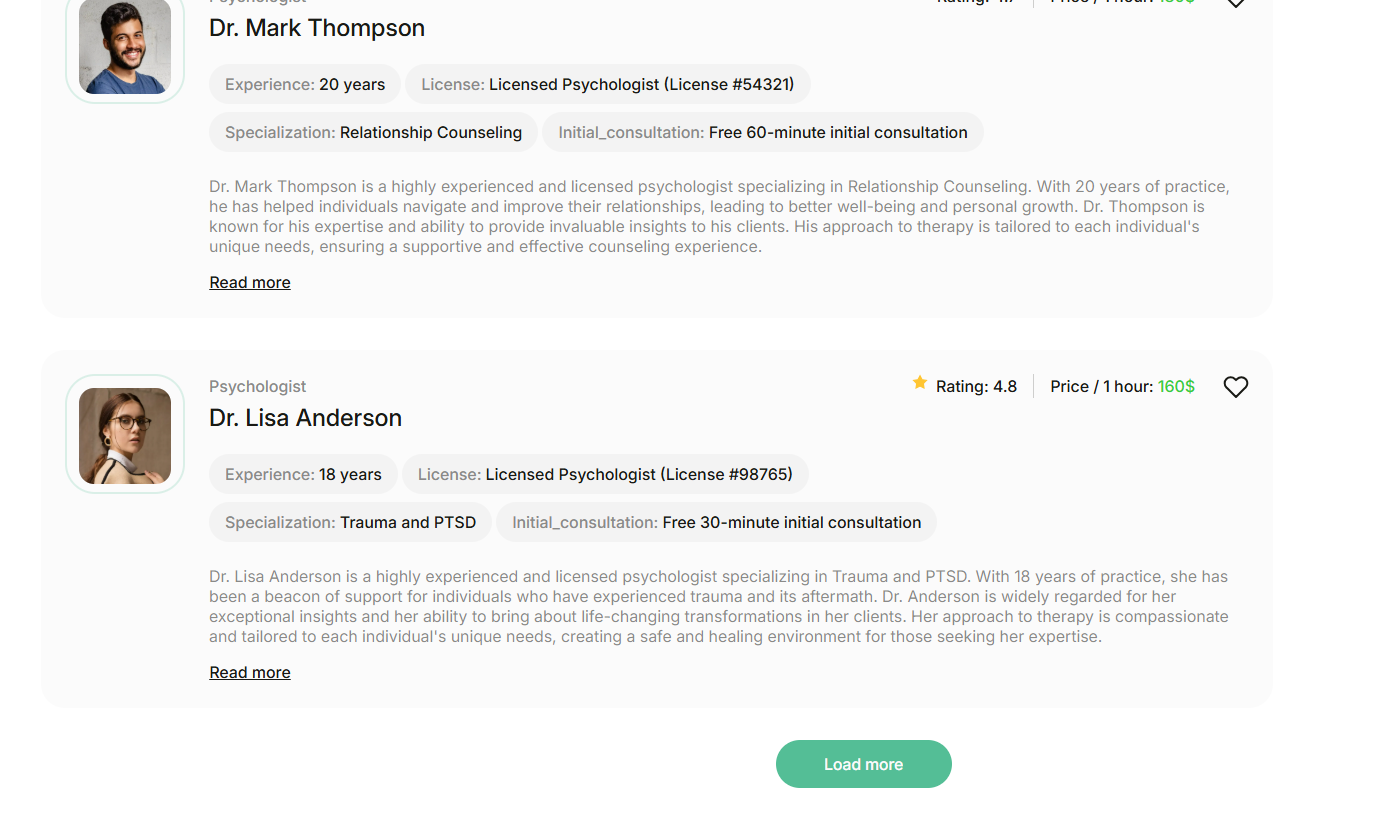 Dr. Mark Thompson
Experience: 20 years
License: Licensed Psychologist (License #54321)
Specialization: Relationship Counseling
Initial_consultation: Free 60-minute initial consultation
Dr. Mark Thompson is a highly experienced and licensed psychologist specializing in Relationship Counseling. With 20 years of practice,
he has helped individuals navigate and improve their relationships, leading to better well-being and personal growth. Dr. Thompson is
known for his expertise and ability to provide invaluable insights to his clients. His approach to therapy is tailored to each individual's
unique needs, ensuring a supportive and effective counseling experience.
Read more
Psychologist
Rating: 4.8
Price / 1 hour: 160$
Dr. Lisa Anderson
Experience: 18 years
License: Licensed Psychologist (License #98765)
Specialization: Trauma and PTSD
Initial_consultation: Free 30-minute initial consultation
Dr. Lisa Anderson is a highly experienced and licensed psychologist specializing in Trauma and PTSD. With 18 years of practice, she has
been a beacon of support for individuals who have experienced trauma and its aftermath. Dr. Anderson is widely regarded for her
exceptional insights and her ability to bring about life-changing transformations in her clients. Her approach to therapy is compassionate
and tailored to each individual's unique needs, creating a safe and healing environment for those seeking her expertise.
Read more
Load more